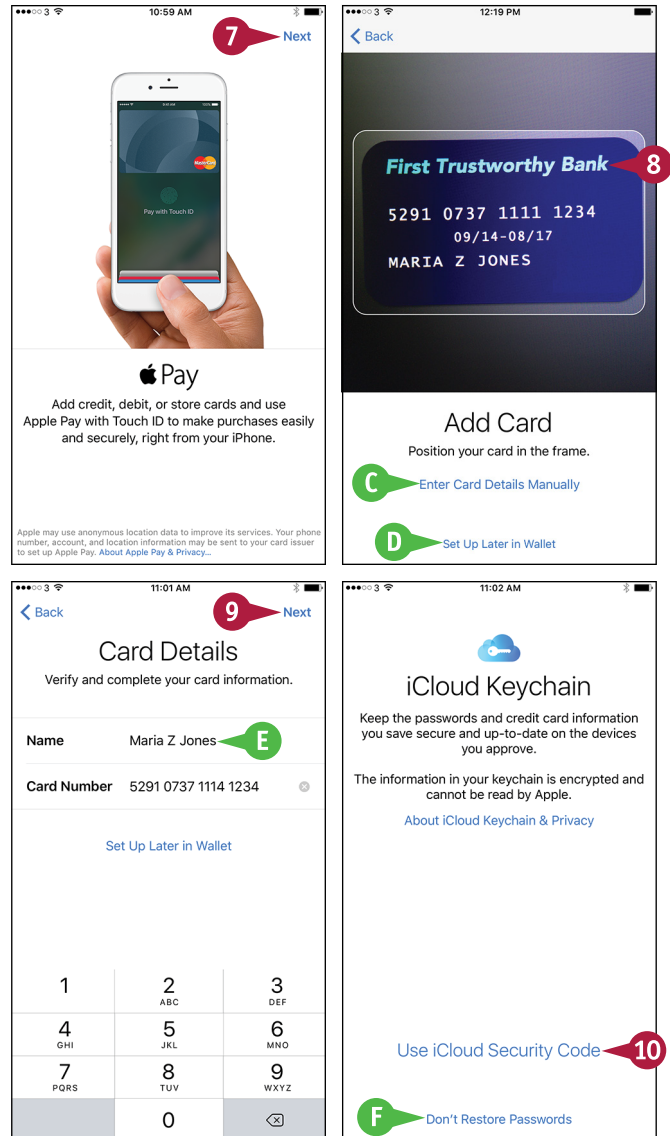 3 10:59 AM
7 Next
9:41 AM 100%
MasterCard
Pay with Touch ID
Pay
Add credit, debit, or store cards and use
Apple Pay with Touch ID to make purchases easily
and securely, right from your iPhone.
Apple may use anonymous location data to improve its services. Your phone
number, account, and location information may be sent to your card issuer
to set up Apple Pay. About Apple Pay & Privacy...
3 12:19 PM
Back
First Trustworthy Bank 8
5291 0737 1111 1234
09/14-08/17
MARIA Z JONES
Add Card
Position your card in the frame.
C Enter Card Details Manually
D Set Up Later in Wallet
3 11:01 AM
Back 9 Next
Card Details
Verify and complete your card information.
Name Maria Z Jones E
Card Number 5291 0737 1114 1234
Set Up Later in Wallet
1 2 3
ABC DEF
4 5 6
GHI JKL MNO
7 8 9
PQRS TUV WXYZ
0
3 11:02 AM
iCloud Keychain
Keep the passwords and credit card information
you save secure and up-to-date on the devices
you approve.
The information in your keychain is encrypted and
cannot be read by Apple.
About iCloud Keychain & Privacy
Use iCloud Security Code 10
F Don't Restore Passwords